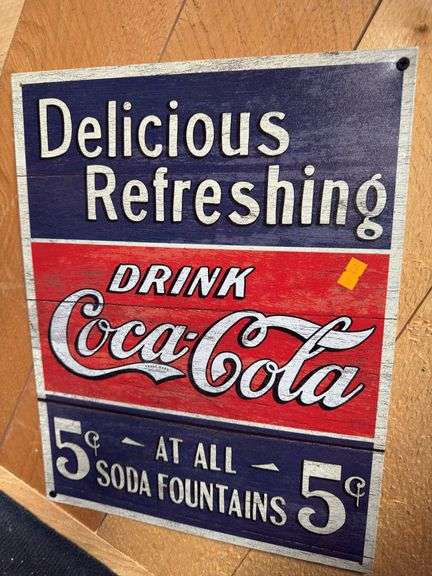 Delicious
Refreshing
DRINK
Coca-Cola
5¢ AT ALL 5¢
SODA FOUNTAINS